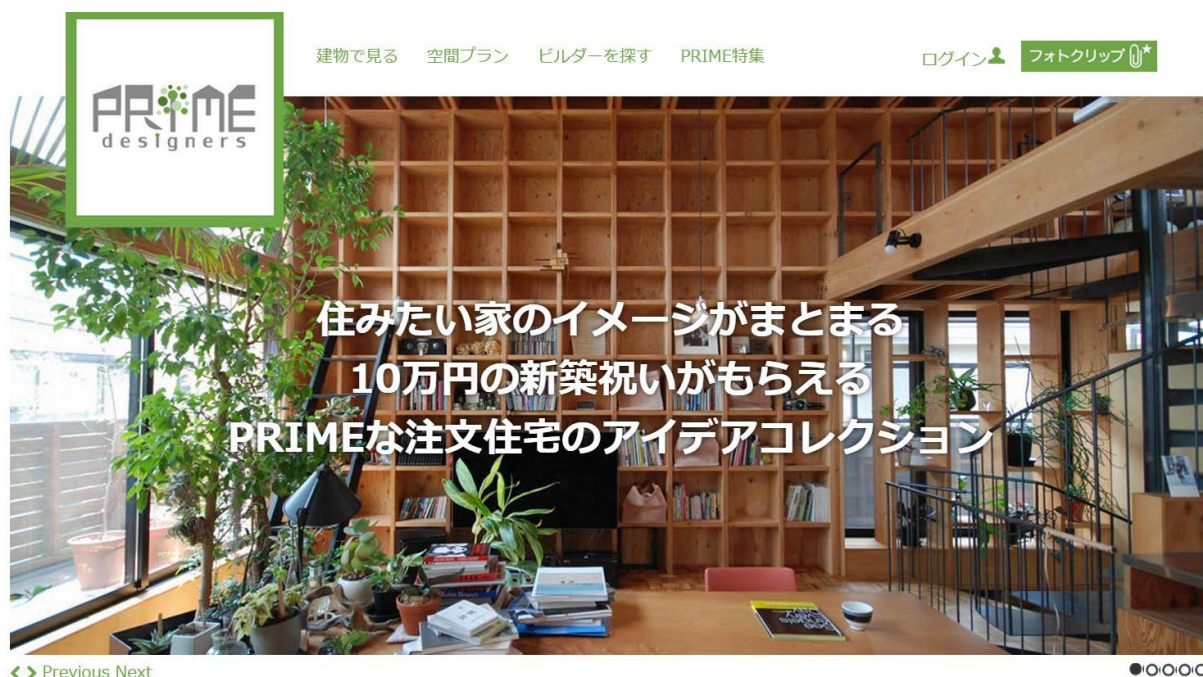 PRIME
designers
建物で見る 空間プラン ビルダーを探す PRIME特集 ログイン フォトクリップ
住みたい家のイメージがまとまる
10万円の新築祝いがもらえる
PRIMEな注文住宅のアイデアコレクション
Previous Next